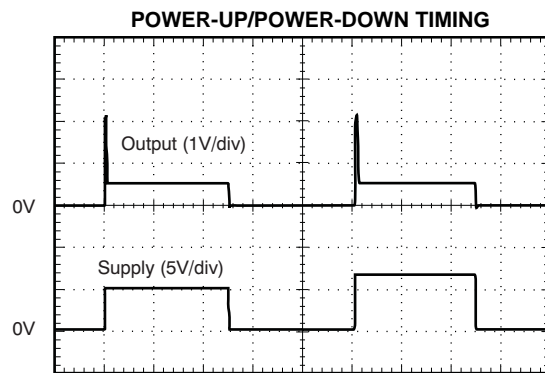 POWER-UP/POWER-DOWN TIMING
Output (1V/div)
0V
Supply (5V/div)
0V